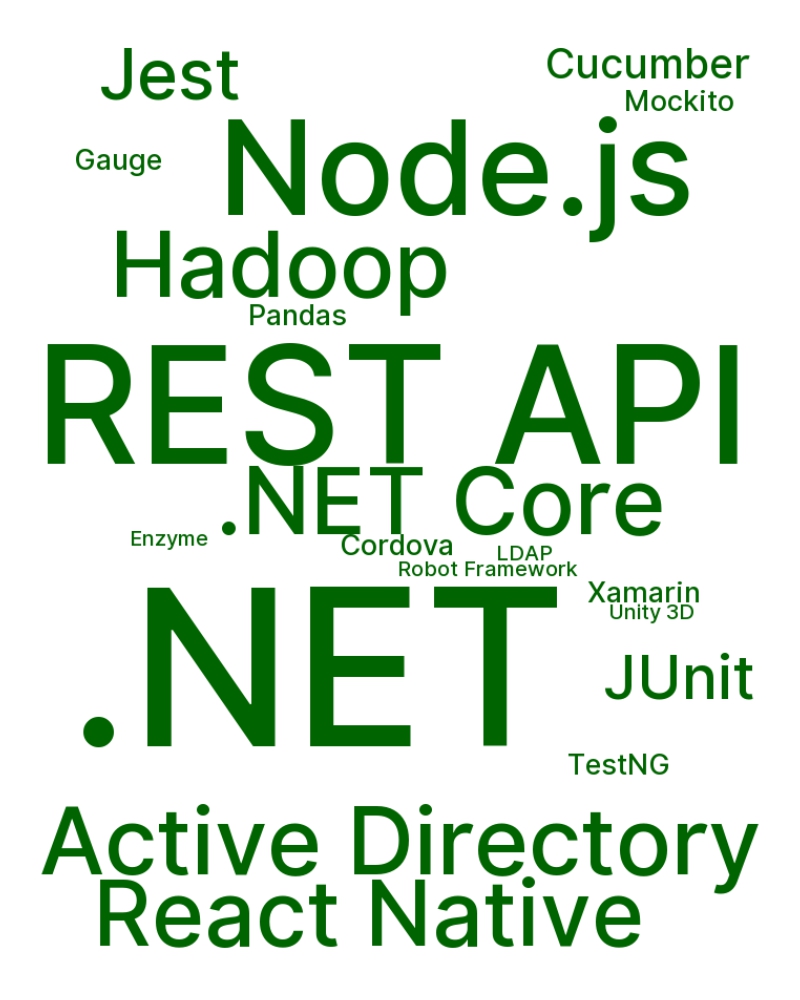 Jest
Cucumber
Mockito
Gauge
Node.js
Hadoop
Pandas
REST API
.NET Core
Enzyme
Cordova
LDAP
Robot Framework
Xamarin
Unity 3D
.NET
JUnit
TestNG
Active Directory
React Native